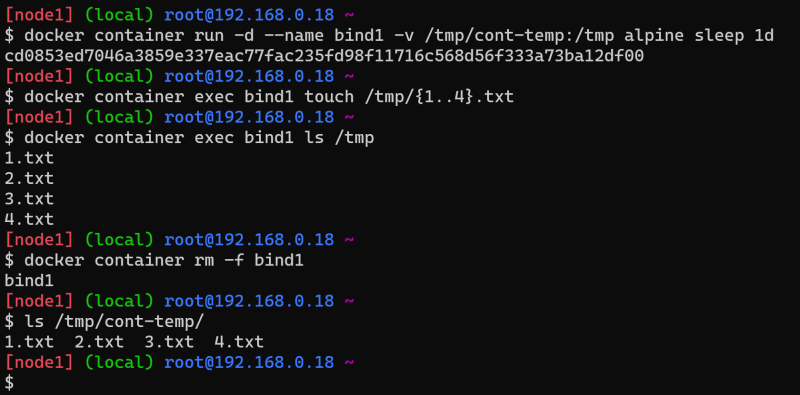 [node1] (local) root@192.168.0.18 ~
$ docker container run -d --name bind1 -v /tmp/cont-temp:/tmp alpine sleep 1d
cd0853ed7046a3859e337eac77fac235fd98f11716c568d56f333a73ba12df00
[node1] (local) root@192.168.0.18 ~
$ docker container exec bind1 touch /tmp/{1..4}.txt
[node1] (local) root@192.168.0.18 ~
$ docker container exec bind1 ls /tmp
1.txt
2.txt
3.txt
4.txt
[node1] (local) root@192.168.0.18 ~
$ docker container rm -f bind1
bind1
[node1] (local) root@192.168.0.18 ~
$ ls /tmp/cont-temp/
1.txt  2.txt  3.txt  4.txt
[node1] (local) root@192.168.0.18 ~
$